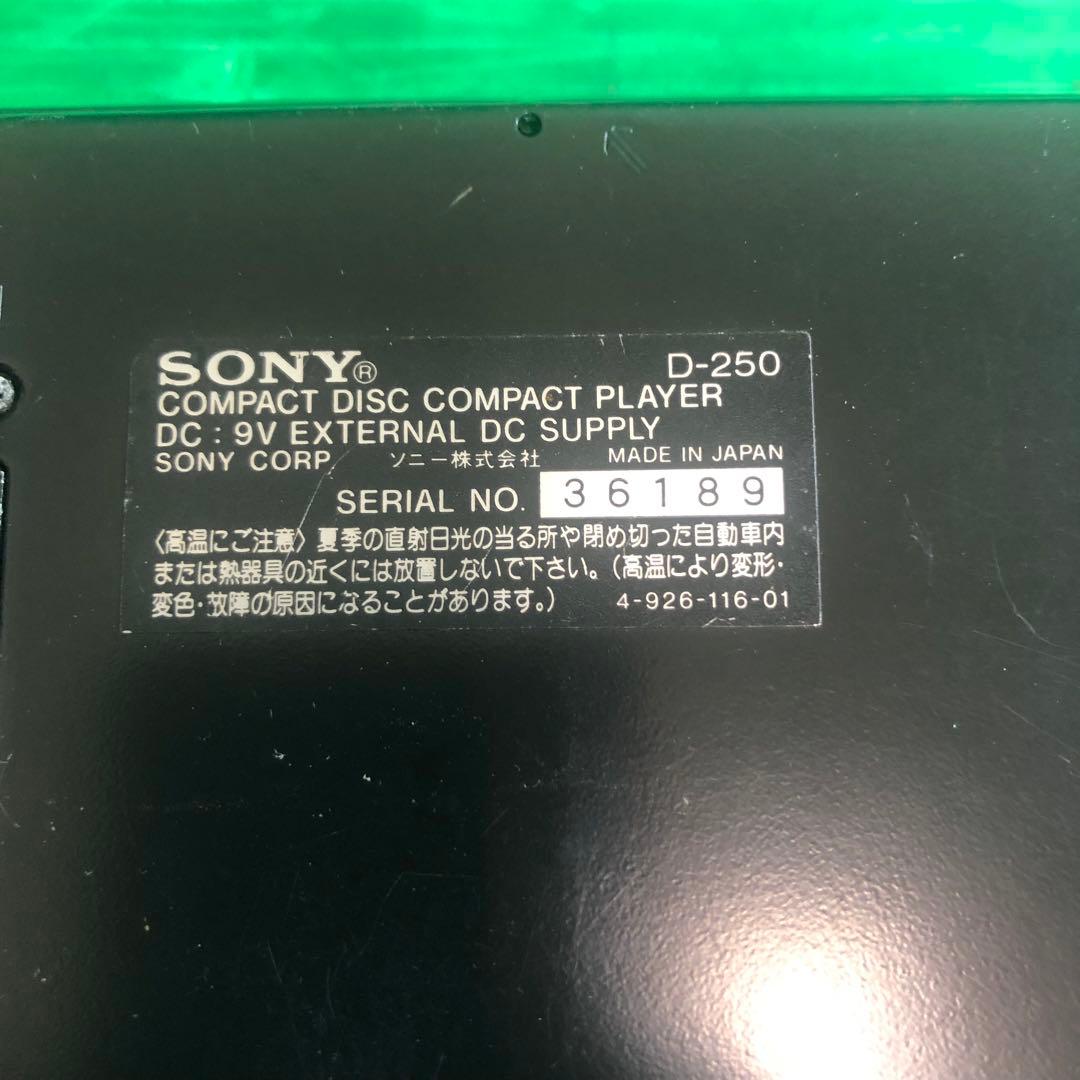 SONY® D-250
COMPACT DISC COMPACT PLAYER
DC : 9V EXTERNAL DC SUPPLY
SONY CORP. ソニー株式会社 MADE IN JAPAN
SERIAL NO. 36189
〈高温にご注意〉夏季の直射日光の当る所や閉め切った自動車内
または熱器具の近くには放置しないで下さい。(高温により変形・
変色・故障の原因になることがあります。) 4-926-116-01